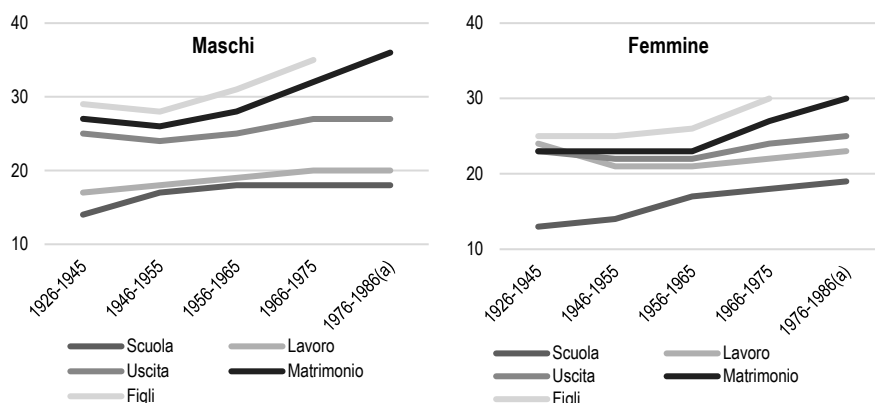 Maschi
40
30
20
10
1926-1945
1946-1955
1956-1965
1966-1975
1976-1986(a)
Scuola
Lavoro
Uscita
Matrimonio
Figli
Femmine
40
30
20
10
1926-1945
1946-1955
1956-1965
1966-1975
1976-1986(a)
Scuola
Lavoro
Uscita
Matrimonio
Figli